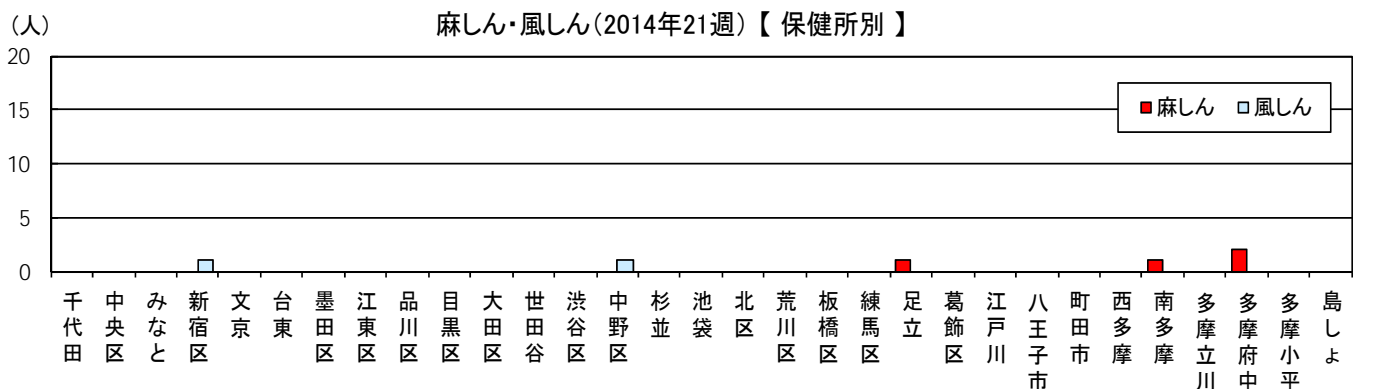 (人)
麻しん・風しん(2014年21週)【 保健所別 】
20
15
10
5
0
麻しん 風しん
千代田
中央区
みなと
新宿区
文京
台東
墨田区
江東区
品川区
目黒区
大田区
世田谷
渋谷区
中野区
杉並
池袋
北区
荒川区
板橋区
練馬区
足立
葛飾区
江戸川
八王子市
町田市
西多摩
南多摩
多摩立川
多摩府中
多摩小平
島しょ